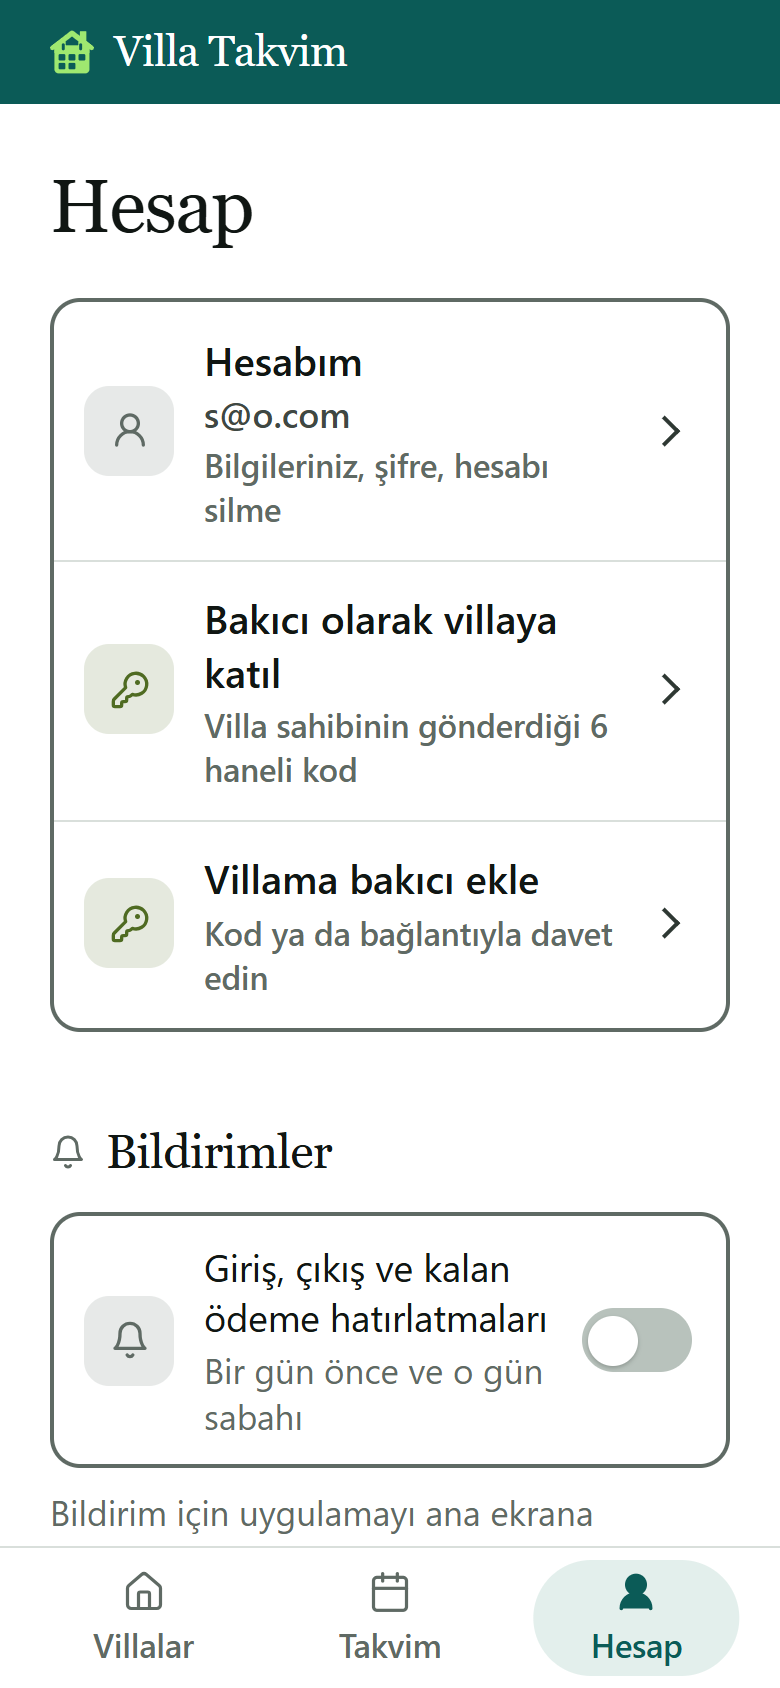 Villa Takvim
Hesap
Hesabım
s@o.com
Bilgileriniz, şifre, hesabı
silme
Bakıcı olarak villaya
katıl
Villa sahibinin gönderdiği 6
haneli kod
Villama bakıcı ekle
Kod ya da bağlantıyla davet
edin
Bildirimler
Giriş, çıkış ve kalan
ödeme hatırlatmaları
Bir gün önce ve o gün
sabahı
Bildirim için uygulamayı ana ekrana
Villalar
Takvim
Hesap